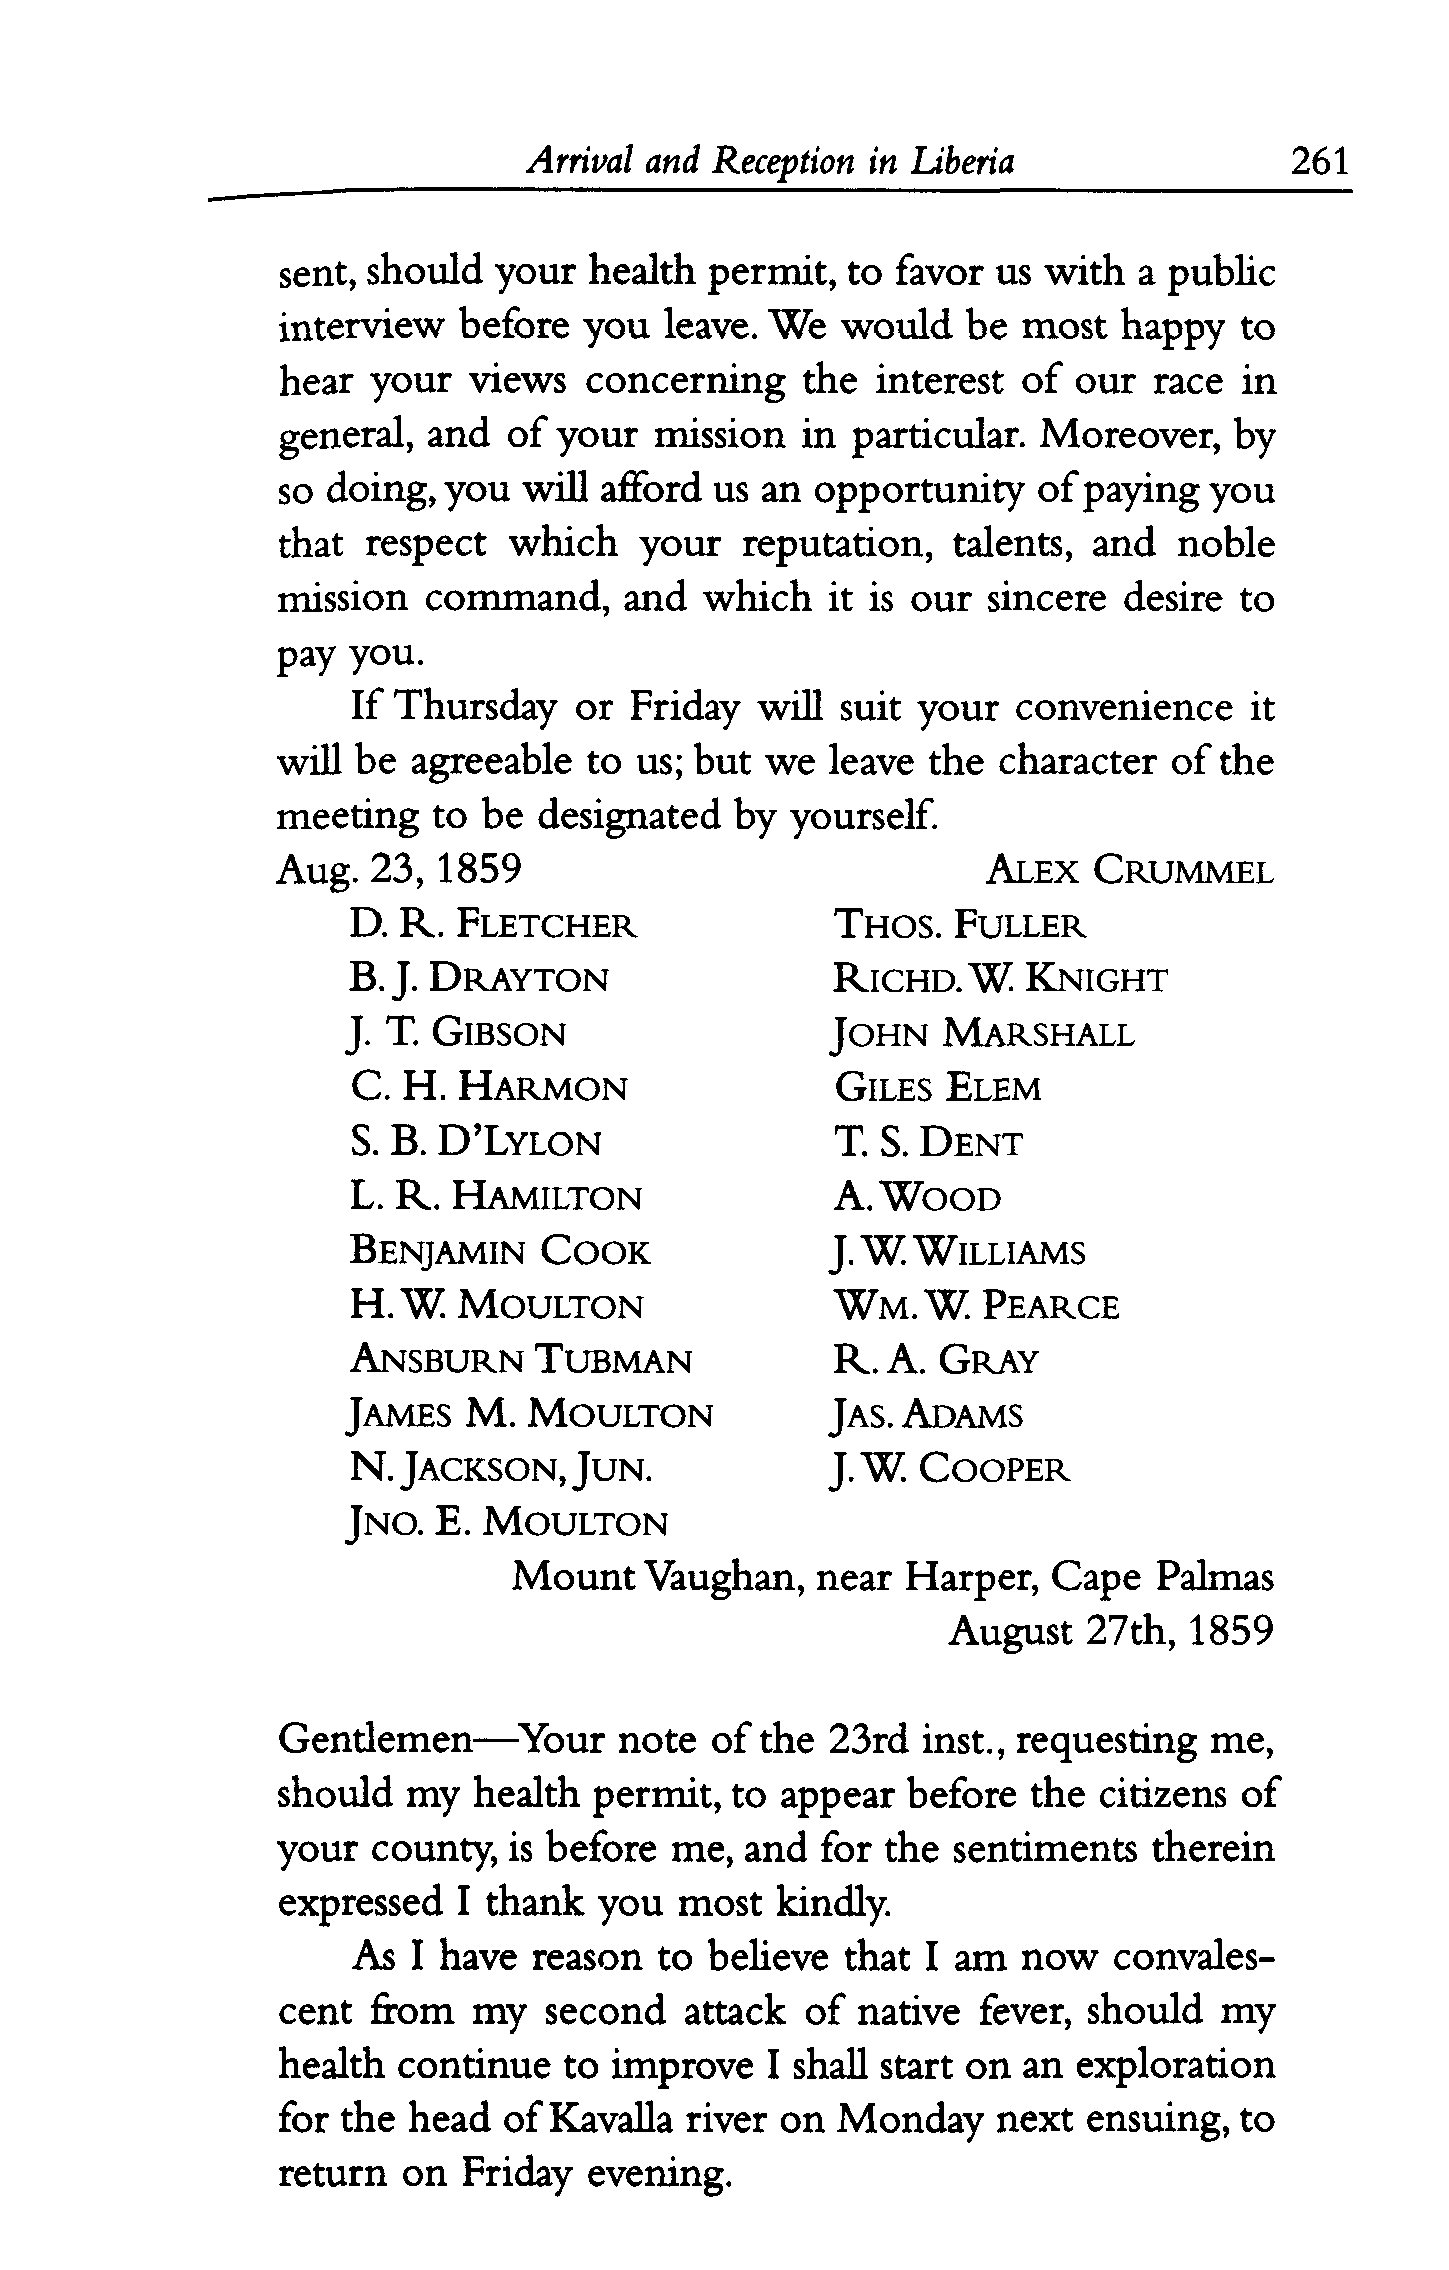 Arrival and Reception in Liberia 261
sent, should your health permit, to favor us with a public
interview before you leave. We would be most happy to
hear your views concerning the interest of our race in
general, and of your mission in particular. Moreover, by
so doing, you will afford us an opportunity of paying you
that respect which your reputation, talents, and noble
mission command, and which it is our sincere desire to
pay you.
If Thursday or Friday will suit your convenience it
will be agreeable to us; but we leave the character of the
meeting to be designated by yourself.
Aug. 23, 1859 ALEX CRUMMEL
D. R. FLETCHER THOS. FULLER
B. J. DRAYTON RICHD. W. KNIGHT
J. T. GIBSON JOHN MARSHALL
C. H. HARMON GILES ELEM
S. B. D'LYLON T. S. DENT
L. R. HAMILTON A. WOOD
BENJAMIN COOK J. W. WILLIAMS
H. W. MOULTON WM. W. PEARCE
ANSBURN TUBMAN R. A. GRAY
JAMES M. MOULTON JAS. ADAMS
N. JACKSON, JUN. J. W. COOPER
JNO. E. MOULTON
Mount Vaughan, near Harper, Cape Palmas
August 27th, 1859
Gentlemen—Your note of the 23rd inst., requesting me,
should my health permit, to appear before the citizens of
your county, is before me, and for the sentiments therein
expressed I thank you most kindly.
As I have reason to believe that I am now convales-
cent from my second attack of native fever, should my
health continue to improve I shall start on an exploration
for the head of Kavalla river on Monday next ensuing, to
return on Friday evening.